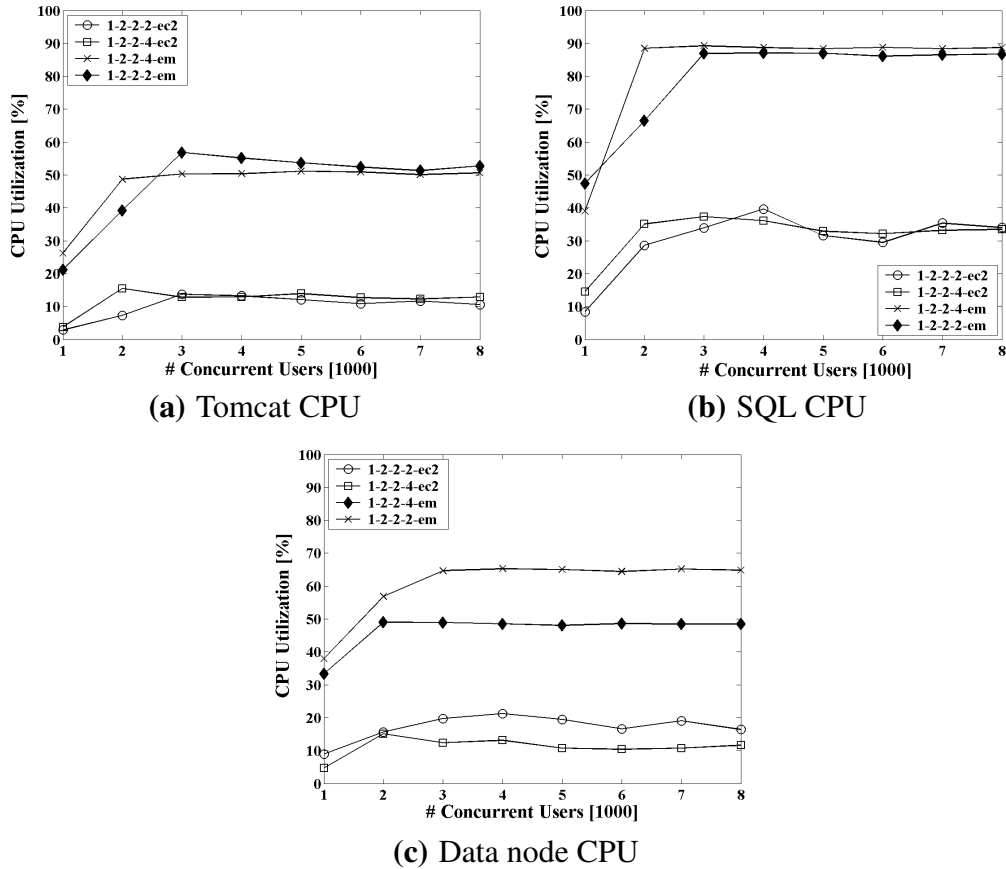 100
90
80
70
60
50
40
30
20
10
0
CPU Utilization [%]
1-2-2-2-ec2
1-2-2-4-ec2
1-2-2-4-em
1-2-2-2-em
1 2 3 4 5 6 7 8
# Concurrent Users [1000]
(a) Tomcat CPU
100
90
80
70
60
50
40
30
20
10
0
CPU Utilization [%]
1-2-2-2-ec2
1-2-2-4-ec2
1-2-2-4-em
1-2-2-2-em
1 2 3 4 5 6 7 8
# Concurrent Users [1000]
(b) SQL CPU
100
90
80
70
60
50
40
30
20
10
0
CPU Utilization [%]
1-2-2-2-ec2
1-2-2-4-ec2
1-2-2-4-em
1-2-2-2-em
1 2 3 4 5 6 7 8
# Concurrent Users [1000]
(c) Data node CPU